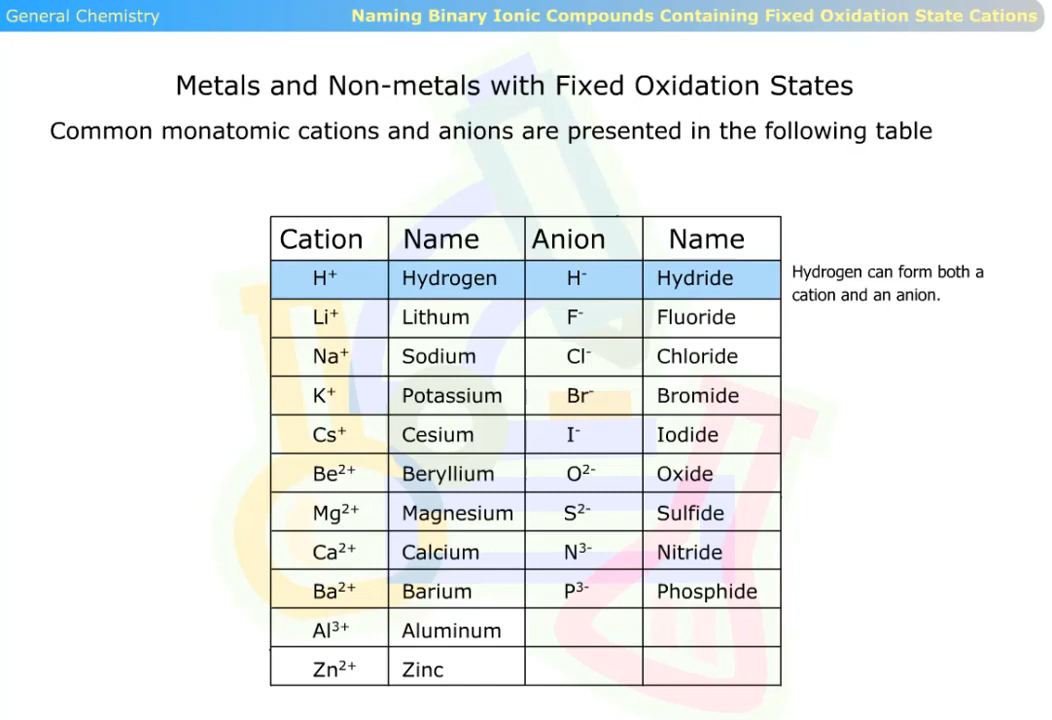 General Chemistry
Naming Binary Ionic Compounds Containing Fixed Oxidation State Cations
Metals and Non-metals with Fixed Oxidation States
Common monatomic cations and anions are presented in the following table
Cation Name Anion Name
H⁺ Hydrogen H⁻ Hydride
Hydrogen can form both a
cation and an anion.
Li⁺ Lithum F⁻ Fluoride
Na⁺ Sodium Cl⁻ Chloride
K⁺ Potassium Br⁻ Bromide
Cs⁺ Cesium I⁻ Iodide
Be²⁺ Beryllium O²⁻ Oxide
Mg²⁺ Magnesium S²⁻ Sulfide
Ca²⁺ Calcium N³⁻ Nitride
Ba²⁺ Barium P³⁻ Phosphide
Al³⁺ Aluminum
Zn²⁺ Zinc